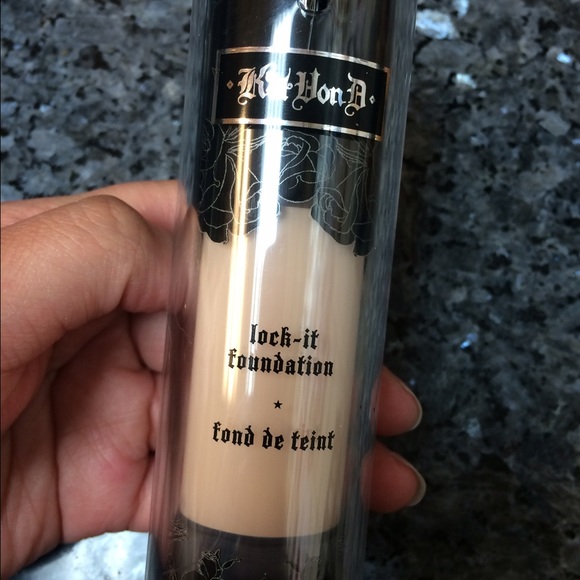 Kat Von D
lock-it
foundation
fond de teint